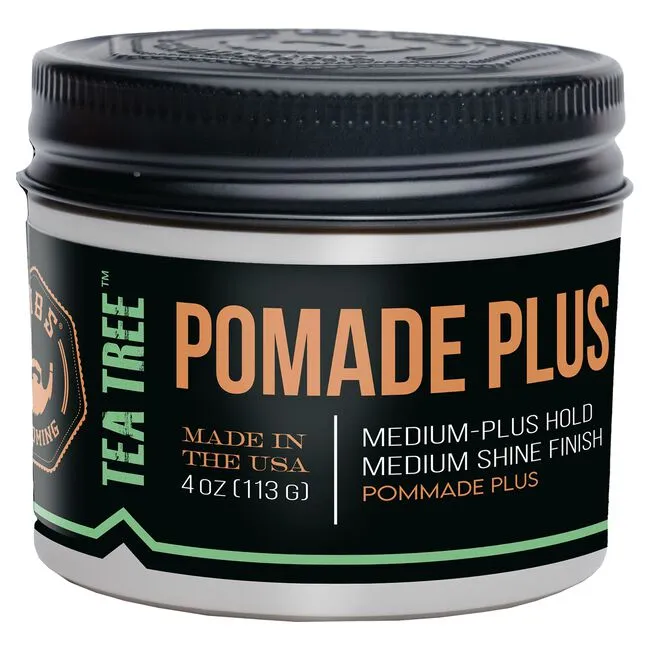 TEA TREE™
POMADE PLUS
MADE IN
THE USA
4 OZ (113 G)
MEDIUM-PLUS HOLD
MEDIUM SHINE FINISH
POMMADE PLUS